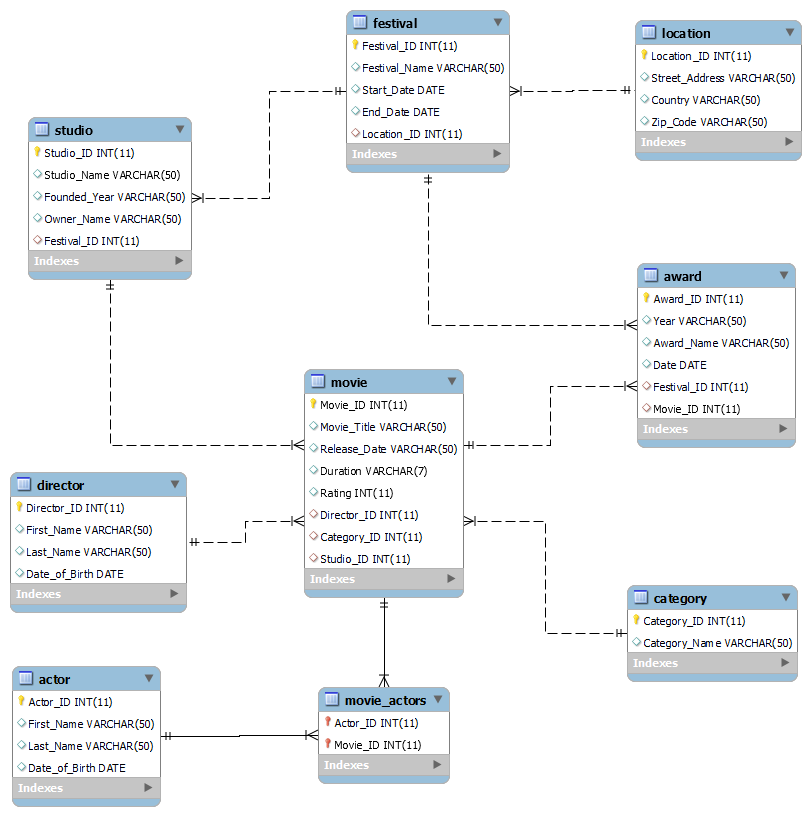 festival
Festival_ID INT(11)
Festival_Name VARCHAR(50)
Start_Date DATE
End_Date DATE
Location_ID INT(11)
Indexes
location
Location_ID INT(11)
Street_Address VARCHAR(50)
Country VARCHAR(50)
Zip_Code VARCHAR(50)
Indexes
studio
Studio_ID INT(11)
Studio_Name VARCHAR(50)
Founded_Year VARCHAR(50)
Owner_Name VARCHAR(50)
Festival_ID INT(11)
Indexes
award
Award_ID INT(11)
Year VARCHAR(50)
Award_Name VARCHAR(50)
Date DATE
Festival_ID INT(11)
Movie_ID INT(11)
Indexes
movie
Movie_ID INT(11)
Movie_Title VARCHAR(50)
Release_Date VARCHAR(50)
Duration VARCHAR(7)
Rating INT(11)
Director_ID INT(11)
Category_ID INT(11)
Studio_ID INT(11)
Indexes
director
Director_ID INT(11)
First_Name VARCHAR(50)
Last_Name VARCHAR(50)
Date_of_Birth DATE
Indexes
category
Category_ID INT(11)
Category_Name VARCHAR(50)
Indexes
actor
Actor_ID INT(11)
First_Name VARCHAR(50)
Last_Name VARCHAR(50)
Date_of_Birth DATE
Indexes
movie_actors
Actor_ID INT(11)
Movie_ID INT(11)
Indexes